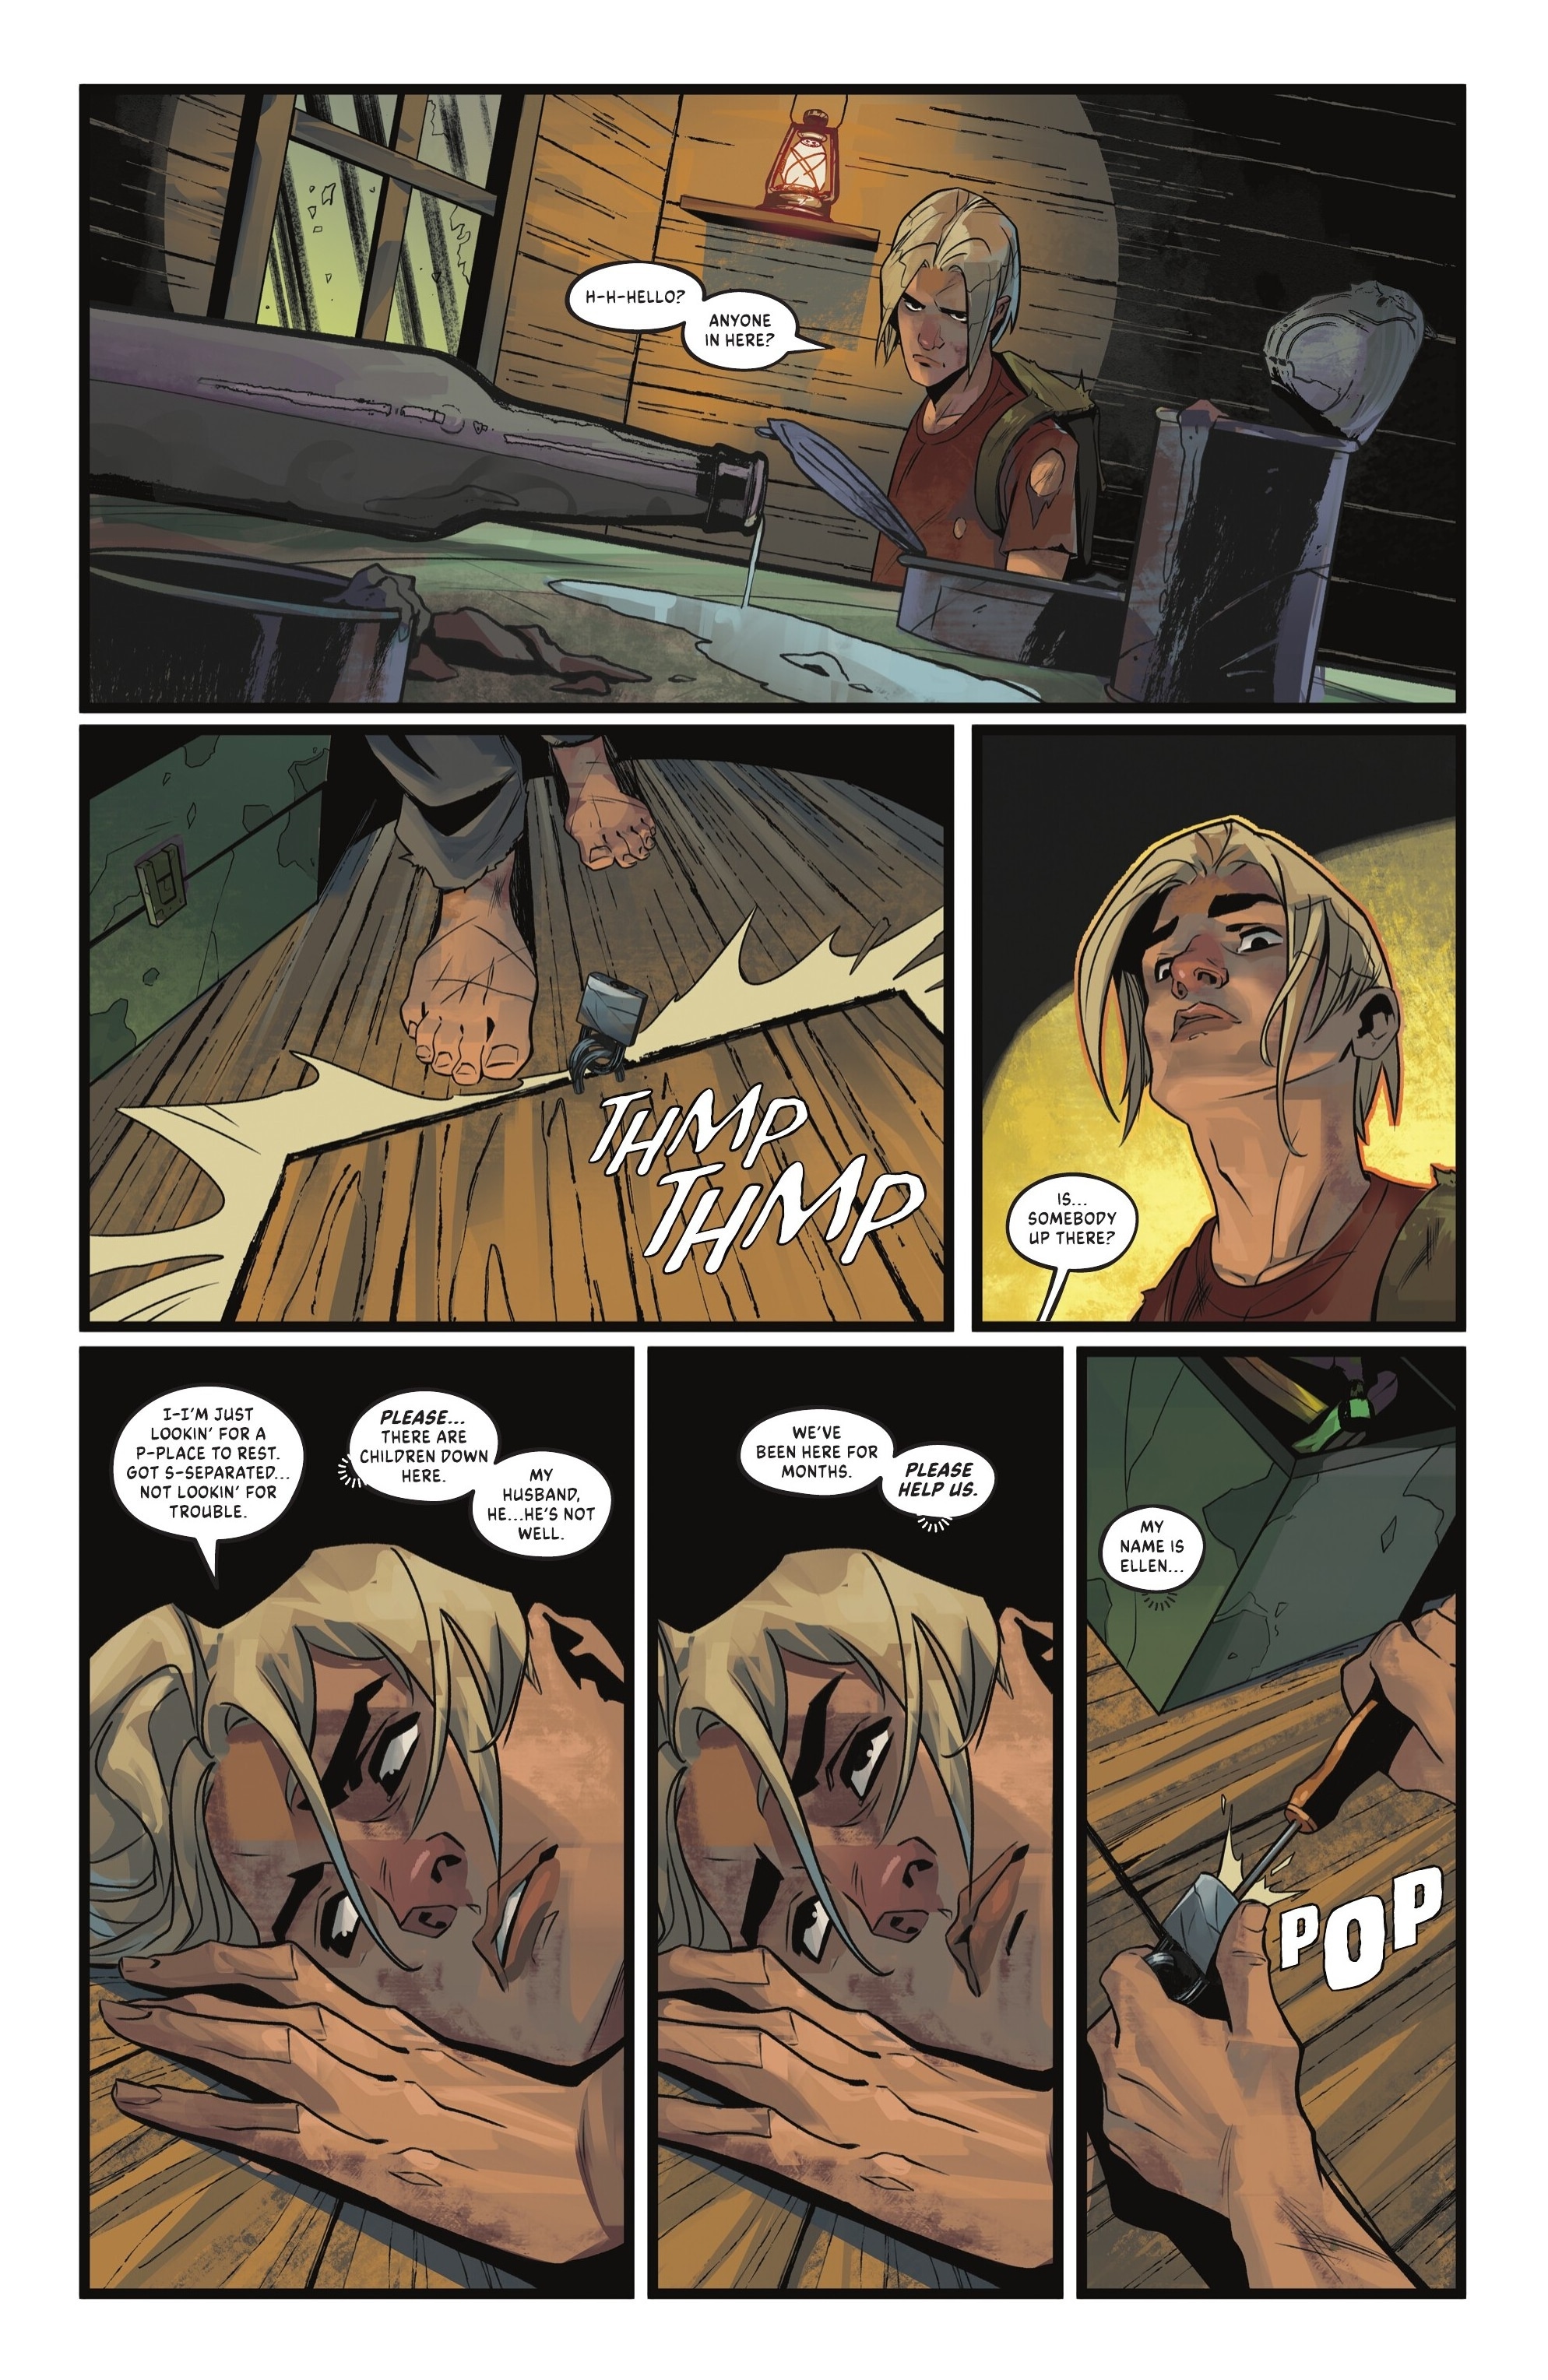 H-H-HELLO?
ANYONE
IN HERE?
THMP
THMP
IS...
SOMEBODY
UP THERE?
I-I'M JUST
LOOKIN' FOR A
P-PLACE TO REST.
GOT S-SEPARATED...
NOT LOOKIN' FOR
TROUBLE.
PLEASE...
THERE ARE
CHILDREN DOWN
HERE.
MY
HUSBAND,
HE...HE'S NOT
WELL.
WE'VE
BEEN HERE FOR
MONTHS.
PLEASE
HELP US.
MY
NAME IS
ELLEN...
POP